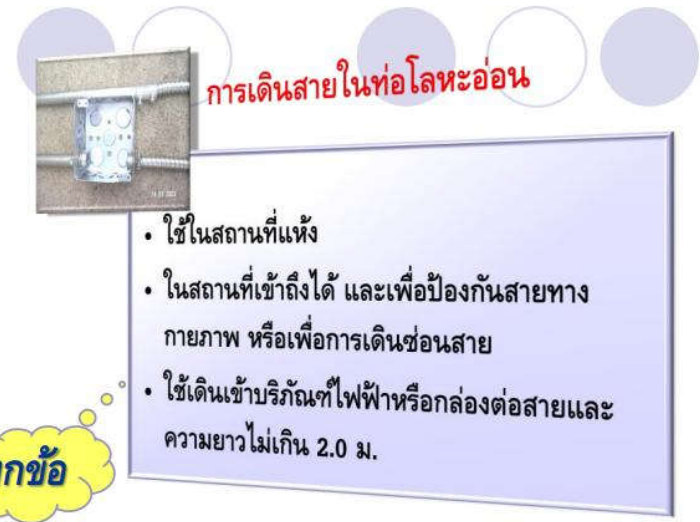 การเดินสายในท่อโลหะอ่อน
• ใช้ในสถานที่แห้ง
• ในสถานที่เข้าถึงได้ และเพื่อป้องกันสายทาง
กายภาพ หรือเพื่อการเดินซ่อนสาย
• ใช้เดินเข้าบริภัณฑ์ไฟฟ้าหรือกล่องต่อสายและ
ความยาวไม่เกิน 2.0 ม.